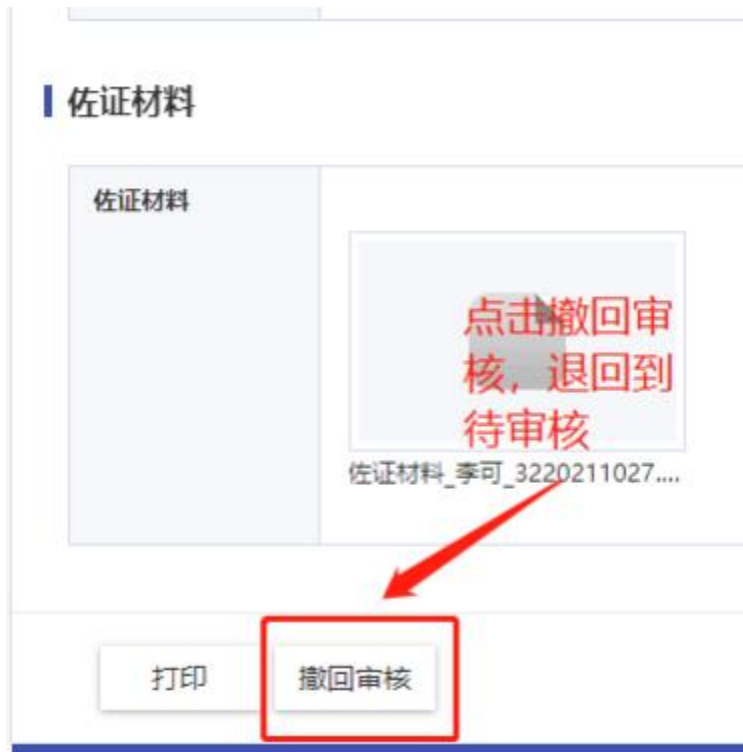 佐证材料
佐证材料
点击撤回审
核，退回到
待审核
佐证材料_李可_3220211027....
打印
撤回审核